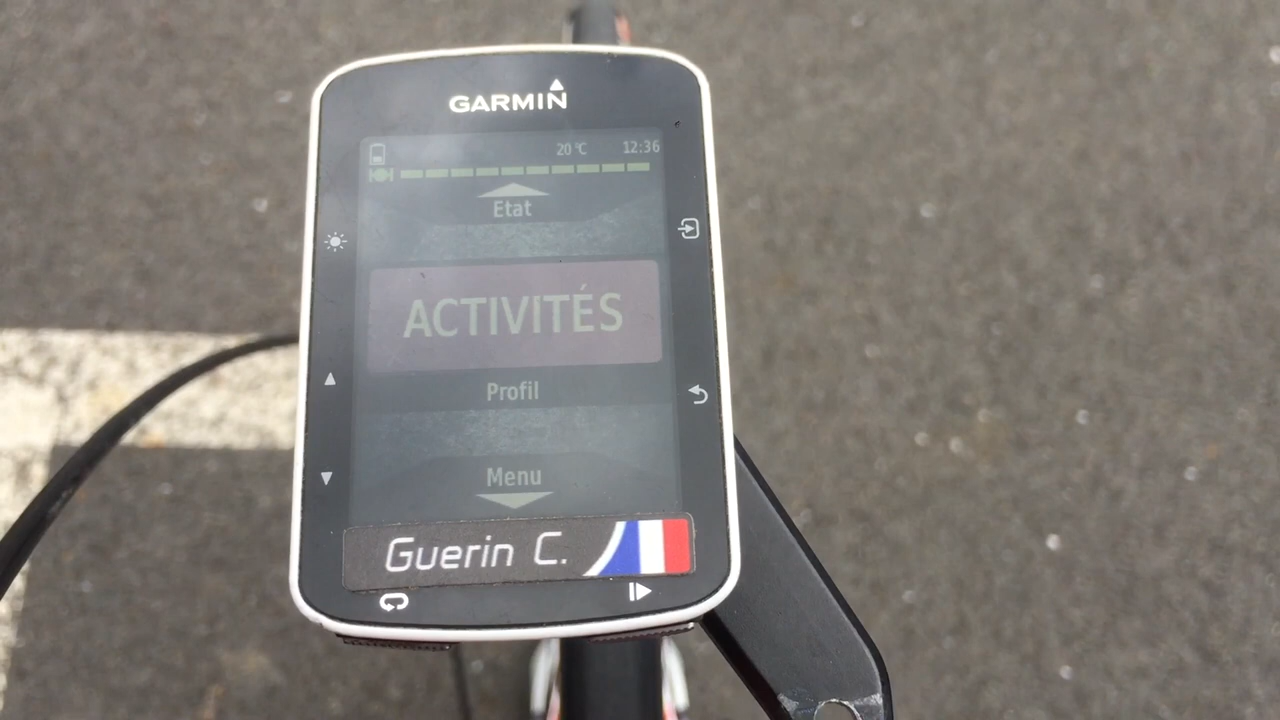 GARMIN
20°C 12:36
Etat
ACTIVITÉS
Profil
Menu
Guerin C.